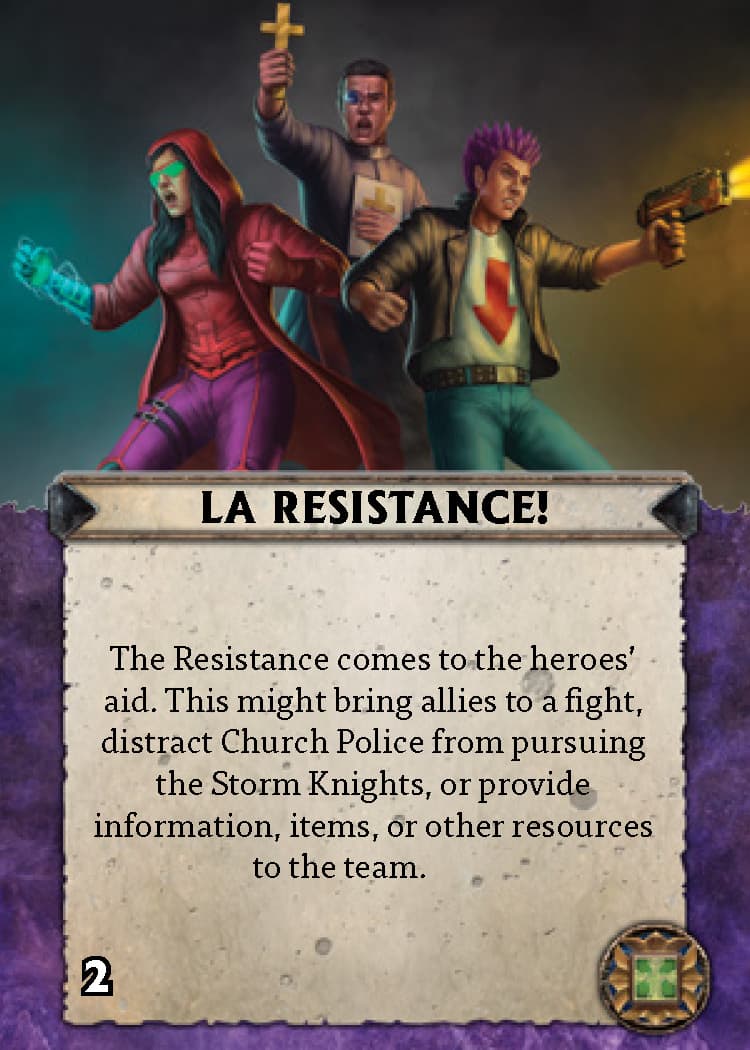 LA RESISTANCE!
The Resistance comes to the heroes’
aid. This might bring allies to a fight,
distract Church Police from pursuing
the Storm Knights, or provide
information, items, or other resources
to the team.
2